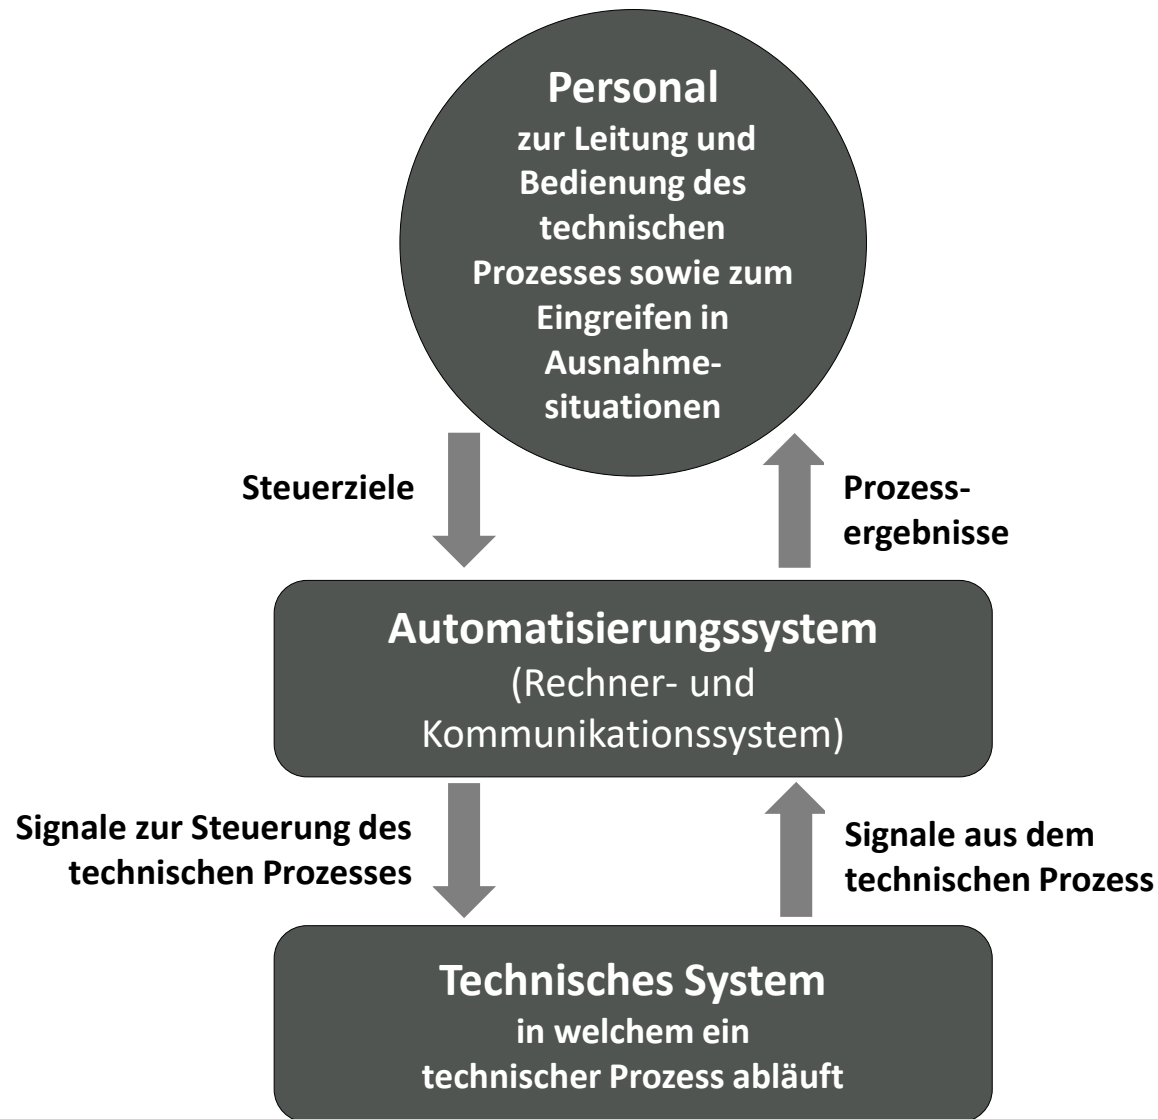 Personal
zur Leitung und
Bedienung des
technischen
Prozesses sowie zum
Eingreifen in
Ausnahme-
situationen
Steuerziele
Prozess-
ergebnisse
Automatisierungssystem
(Rechner- und
Kommunikationssystem)
Signale zur Steuerung des
technischen Prozesses
Signale aus dem
technischen Prozess
Technisches System
in welchem ein
technischer Prozess abläuft